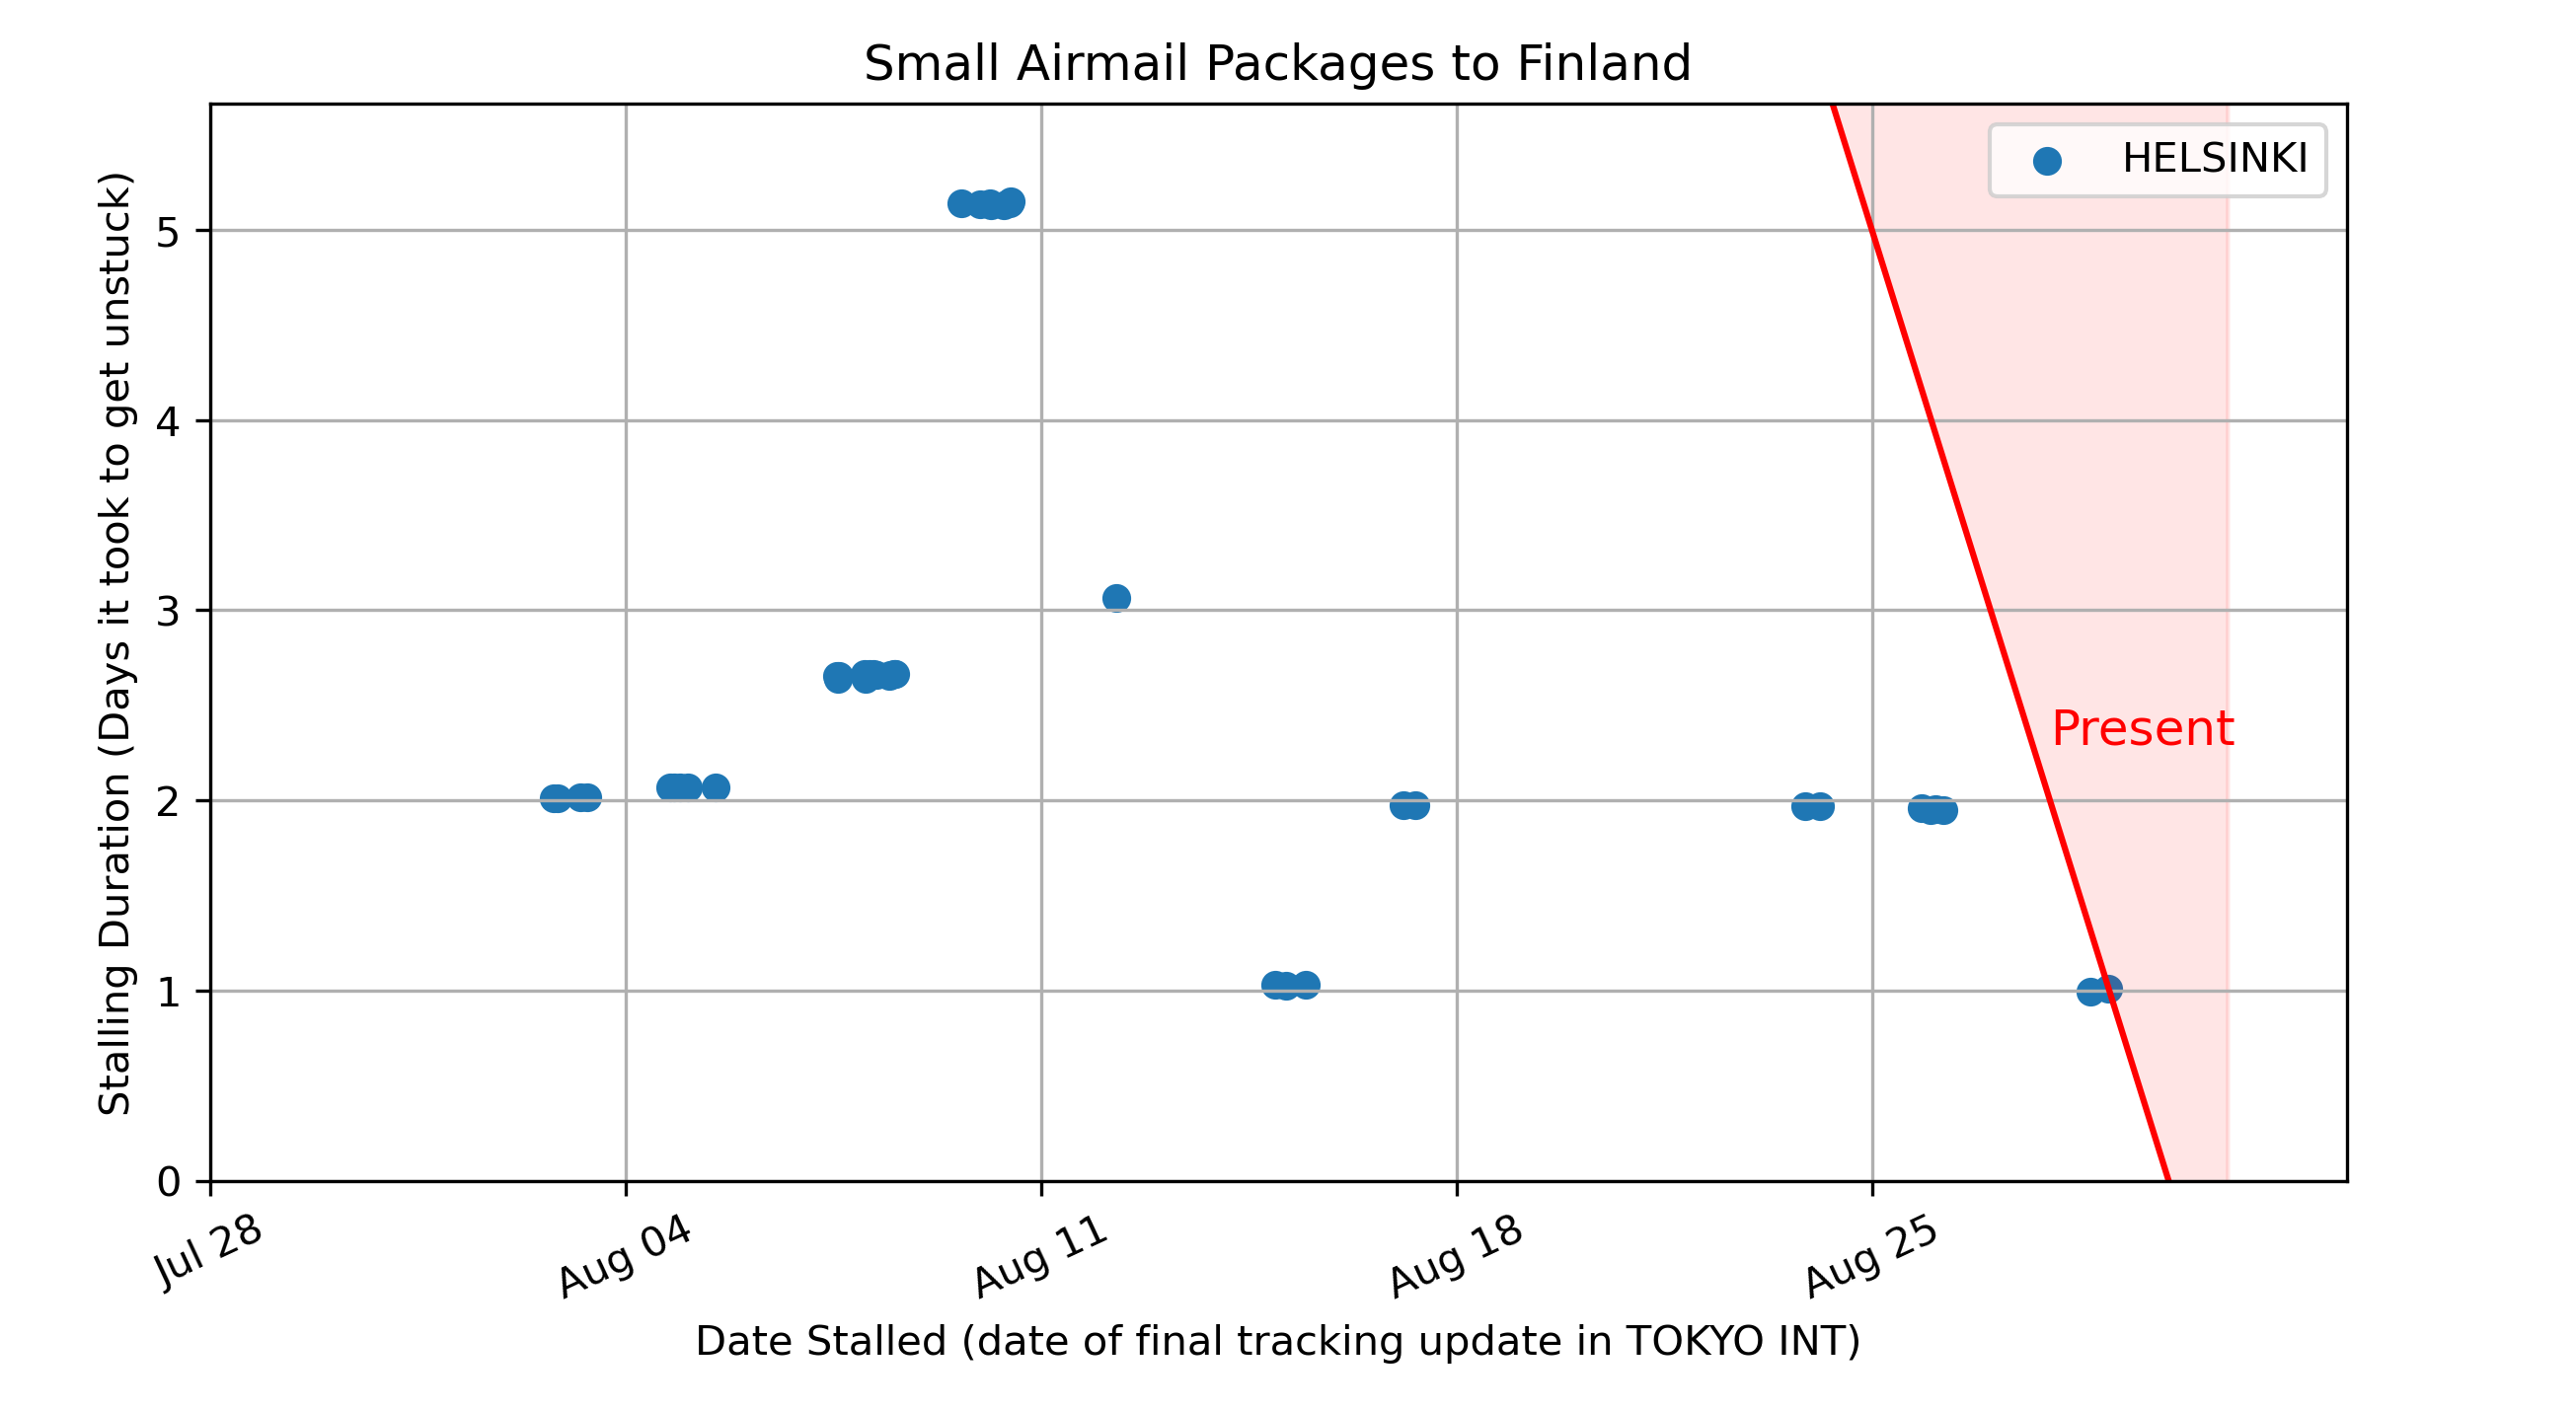 Small Airmail Packages to Finland
HELSINKI
Stalling Duration (Days it took to get unstuck)
5
4
3
2
1
0
Present
Jul 28
Aug 04
Aug 11
Aug 18
Aug 25
Date Stalled (date of final tracking update in TOKYO INT)